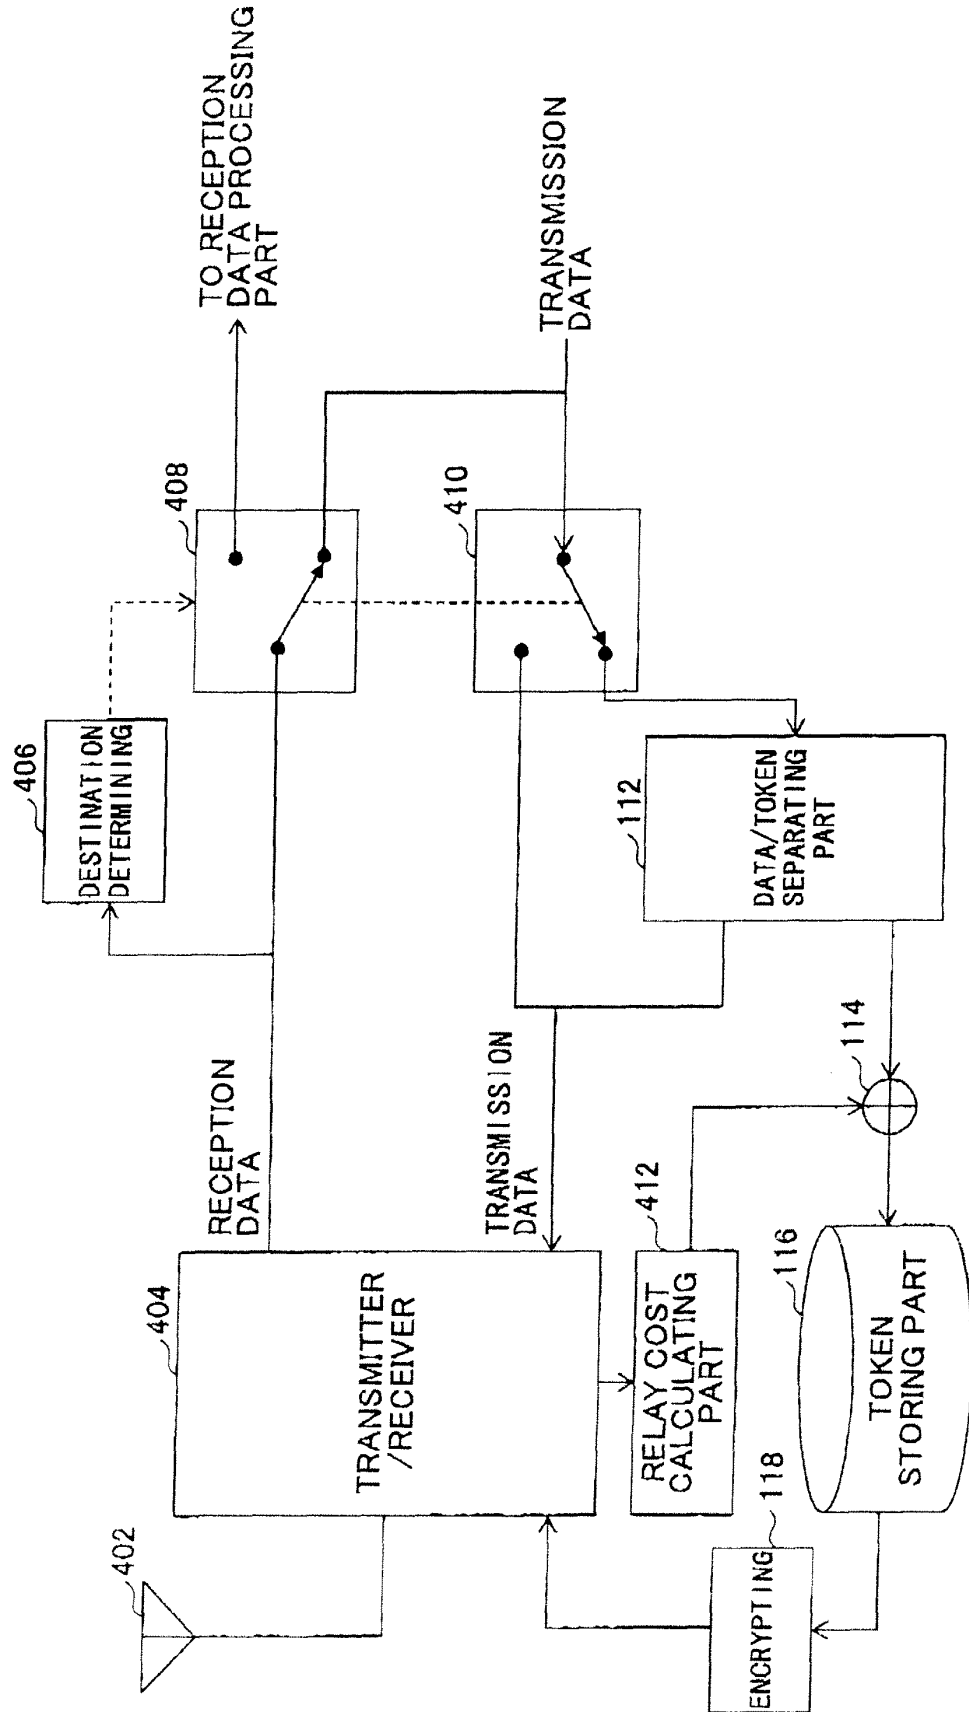 402
404
TRANSMITTER
/RECEIVER
RECEPTION
DATA
406
DESTINATION
DETERMINING
408
TO RECEPTION
DATA PROCESSING
PART
TRANSMISSION
DATA
410
TRANSMISSION
DATA
412
RELAY COST
CALCULATING
PART
112
DATA/TOKEN
SEPARATING
PART
114
116
TOKEN
STORING PART
118
ENCRYPTING